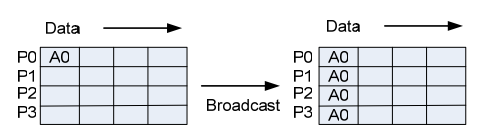 Data
P0 A0
P1
P2
P3
Broadcast
Data
P0 A0
P1 A0
P2 A0
P3 A0